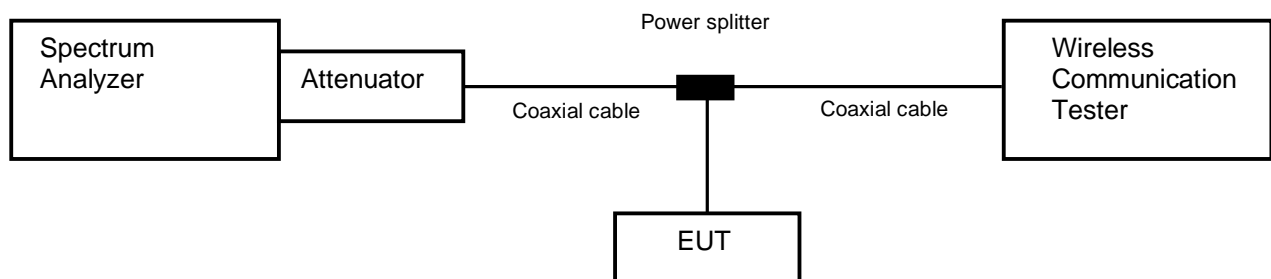 Power splitter
Spectrum
Analyzer
Attenuator
Coaxial cable
Coaxial cable
Wireless
Communication
Tester
EUT